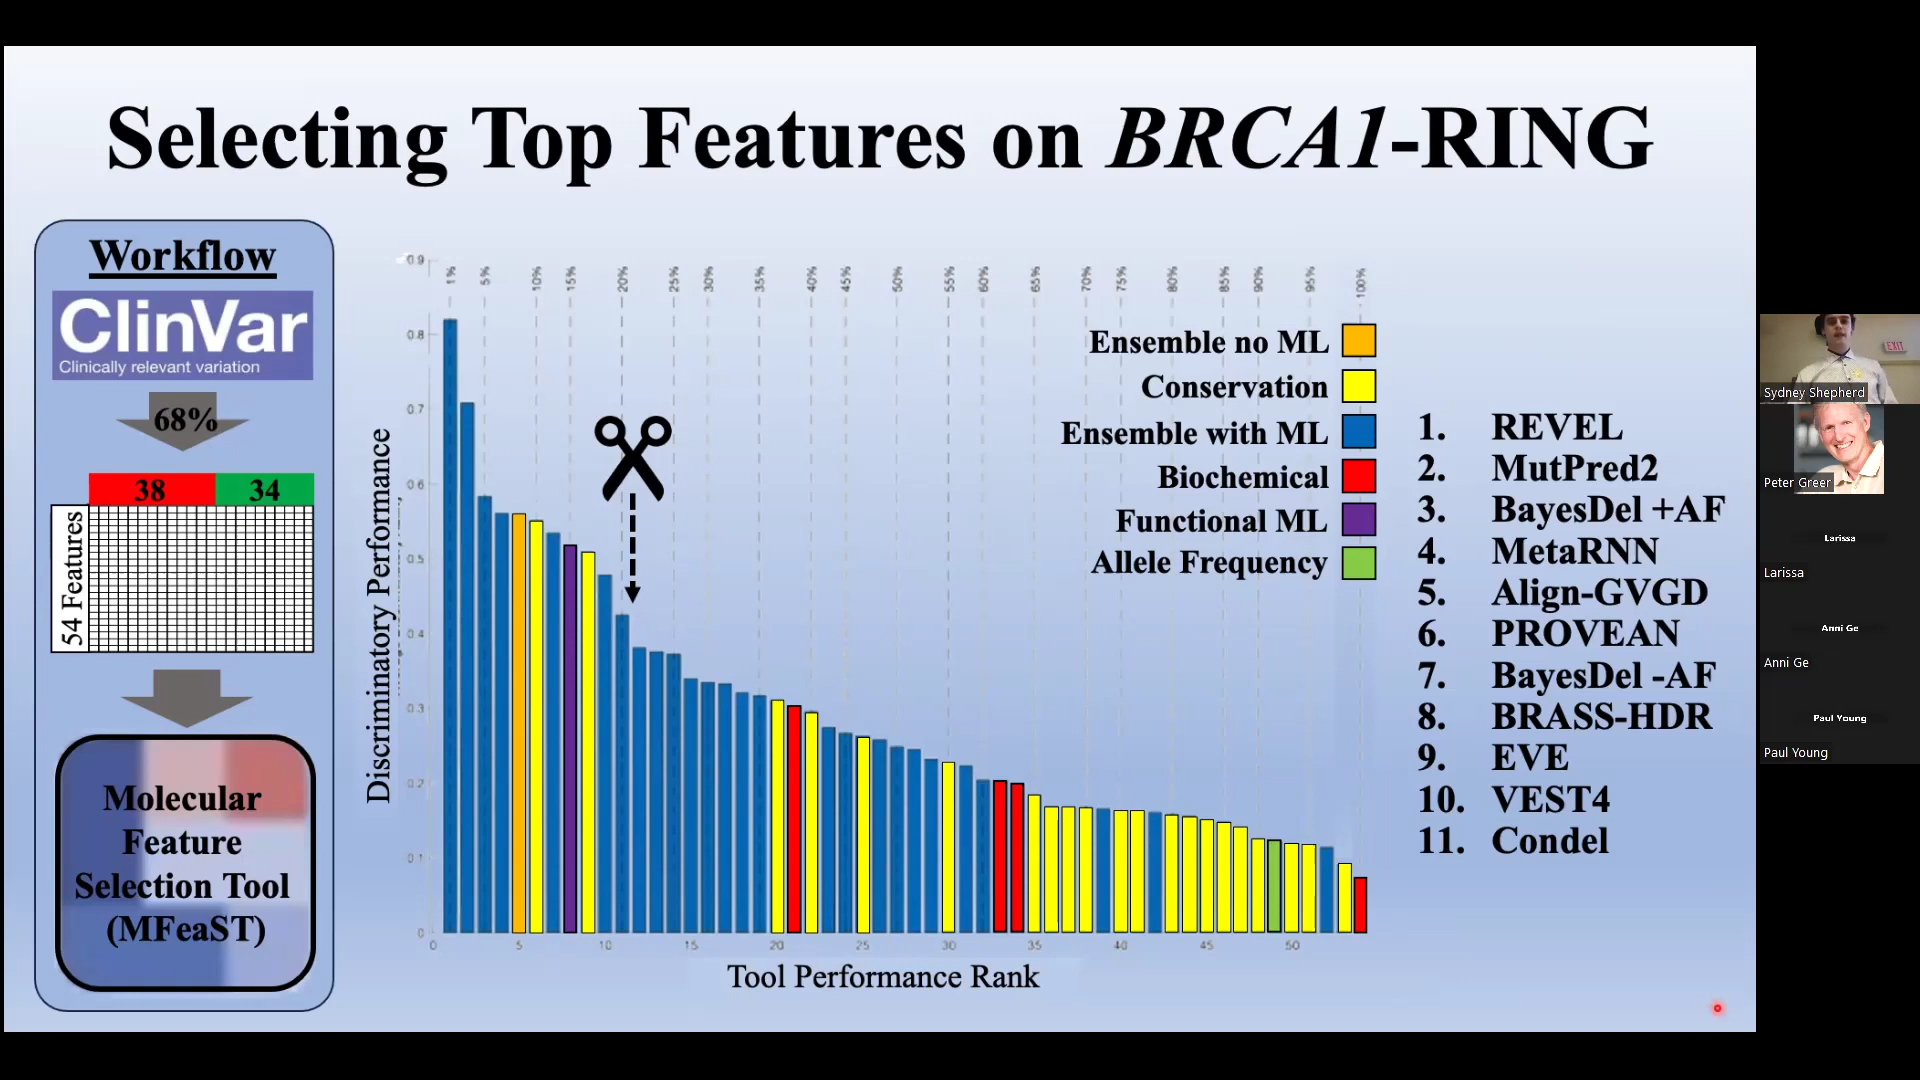 Selecting Top Features on BRCA1-RING
Workflow
ClinVar
Clinically relevant variation
68%
38 34
54 Features
Molecular
Feature
Selection Tool
(MFeaST)
Discriminatory Performance
0.9
0.8
0.7
0.6
0.5
0.4
0.3
0.2
0.1
0
1% 5% 10% 15% 20% 25% 30% 35% 40% 45% 50% 55% 60% 65% 70% 75% 80% 85% 90% 95% 100%
0 5 10 15 20 25 30 35 40 45 50
Tool Performance Rank
Ensemble no ML
Conservation
Ensemble with ML
Biochemical
Functional ML
Allele Frequency
1. REVEL
2. MutPred2
3. BayesDel +AF
4. MetaRNN
5. Align-GVGD
6. PROVEAN
7. BayesDel -AF
8. BRASS-HDR
9. EVE
10. VEST4
11. Condel
EXIT
Sydney Shepherd
Peter Greer
Larissa
Larissa
Anni Ge
Anni Ge
Paul Young
Paul Young